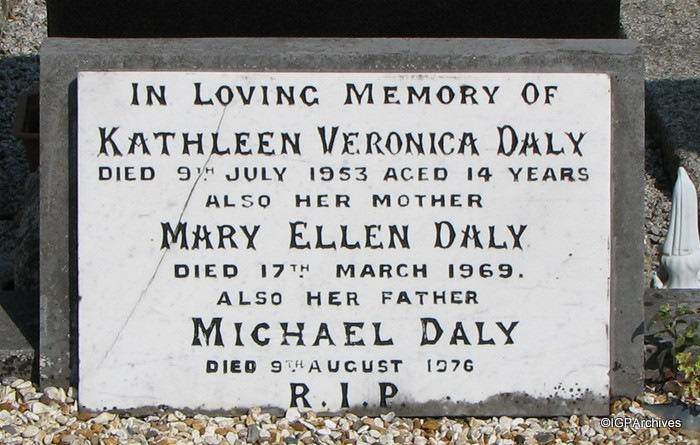 In Loving Memory Of
Kathleen Veronica Daly
DIED 9TH JULY 1953 AGED 14 YEARS
ALSO HER MOTHER
Mary Ellen Daly
DIED 17TH MARCH 1969.
ALSO HER FATHER
Michael Daly
DIED 9TH AUGUST 1976
R.I.P
©IGPArchives